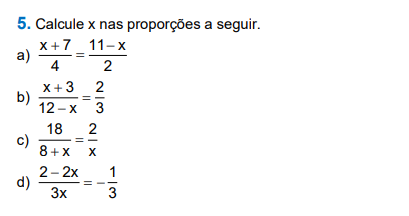 5. Calcule x nas proporções a seguir.
a) x + 7 / 4 = 11 – x / 2
b) x + 3 / 12 – x = 2 / 3
c) 18 / 8 + x = 2 / x
d) 2 – 2x / 3x = – 1 / 3